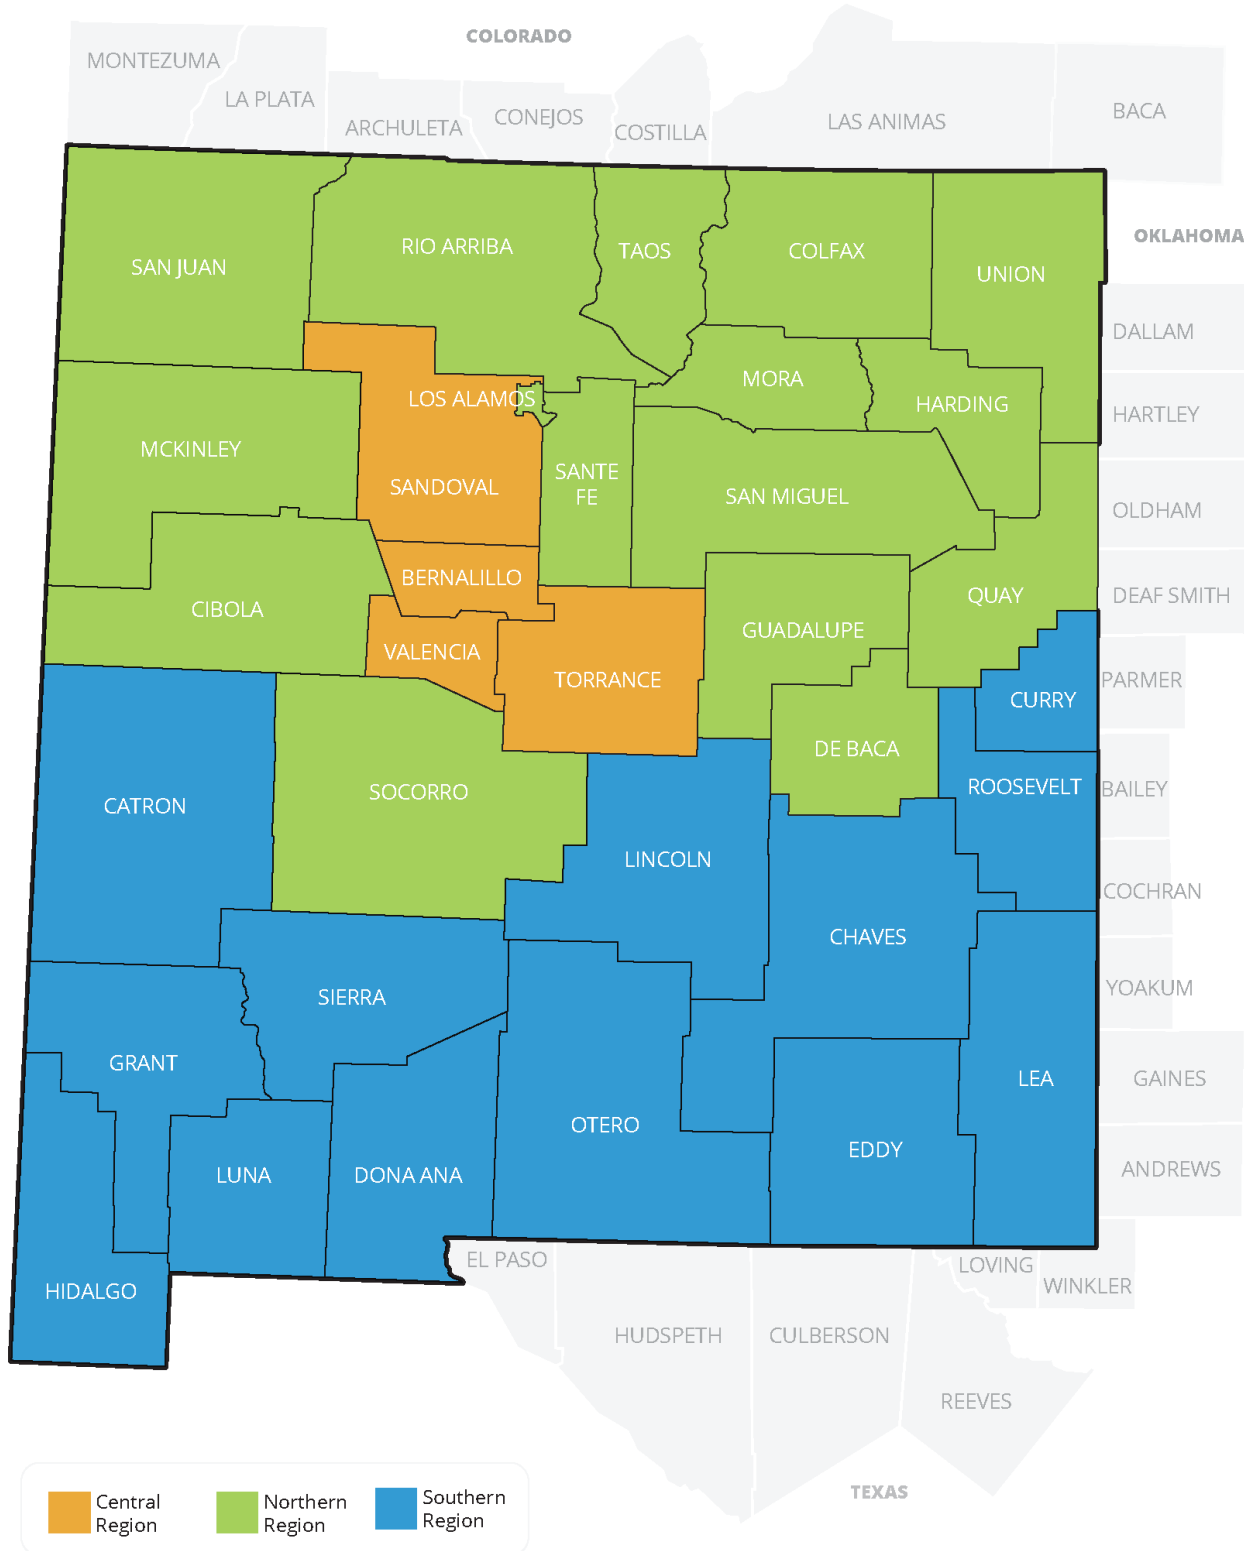 COLORADO
MONTEZUMA
LA PLATA
ARCHULETA
CONEJOS
COSTILLA
LAS ANIMAS
BACA
OKLAHOMA
SAN JUAN
RIO ARRIBA
TAOS
COLFAX
UNION
DALLAM
MORA
HARDING
LOS ALAMOS
HARTLEY
MCKINLEY
SANDOVAL
SANTE
FE
SAN MIGUEL
OLDHAM
BERNALILLO
CIBOLA
QUAY
DEAF SMITH
VALENCIA
GUADALUPE
TORRANCE
CURRY
PARMER
DE BACA
CATRON
SOCORRO
ROOSEVELT
BAILEY
LINCOLN
COCHRAN
CHAVES
SIERRA
YOAKUM
GRANT
LEA
GAINES
OTERO
EDDY
LUNA
DONA ANA
ANDREWS
HIDALGO
EL PASO
LOVING
WINKLER
HUDSPETH
CULBERSON
REEVES
TEXAS
Central
Region
Northern
Region
Southern
Region